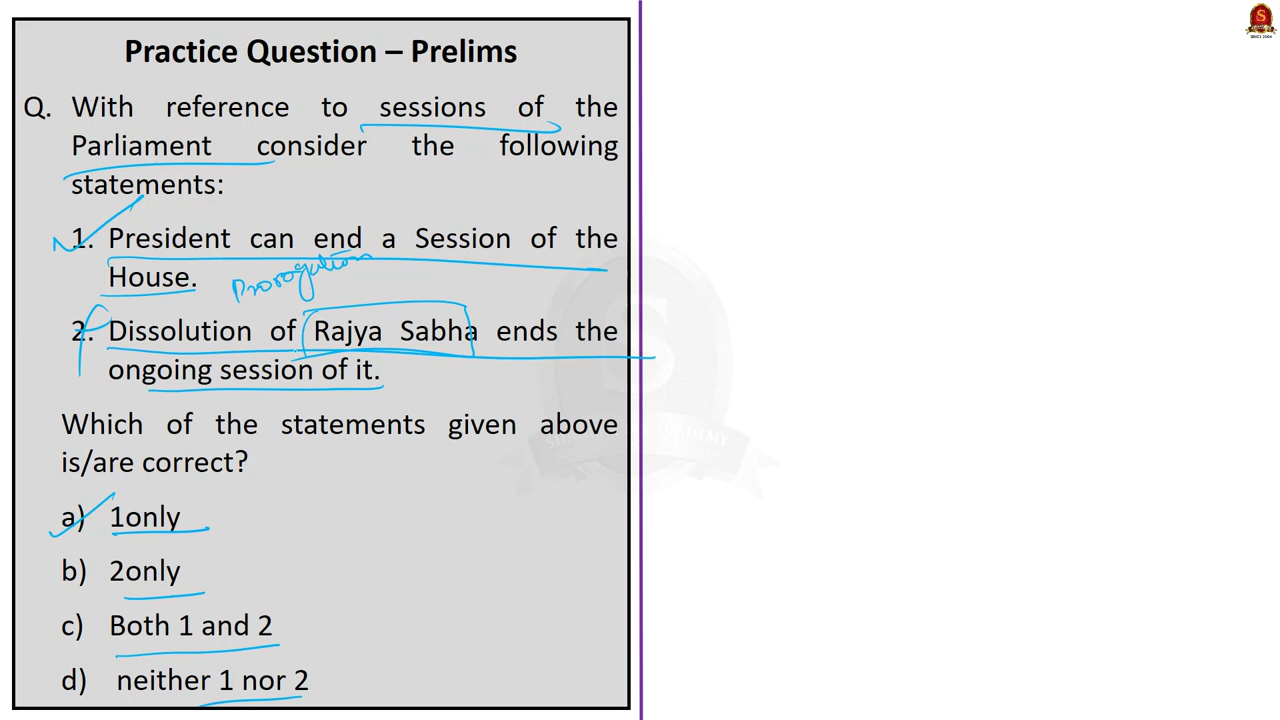 Practice Question – Prelims
Q. With reference to sessions of the
Parliament consider the following
statements:
1. President can end a Session of the
House.
Prorogation
2. Dissolution of Rajya Sabha ends the
ongoing session of it.
Which of the statements given above
is/are correct?
a) 1only
b) 2only
c) Both 1 and 2
d) neither 1 nor 2
S
SINCE 2004
S